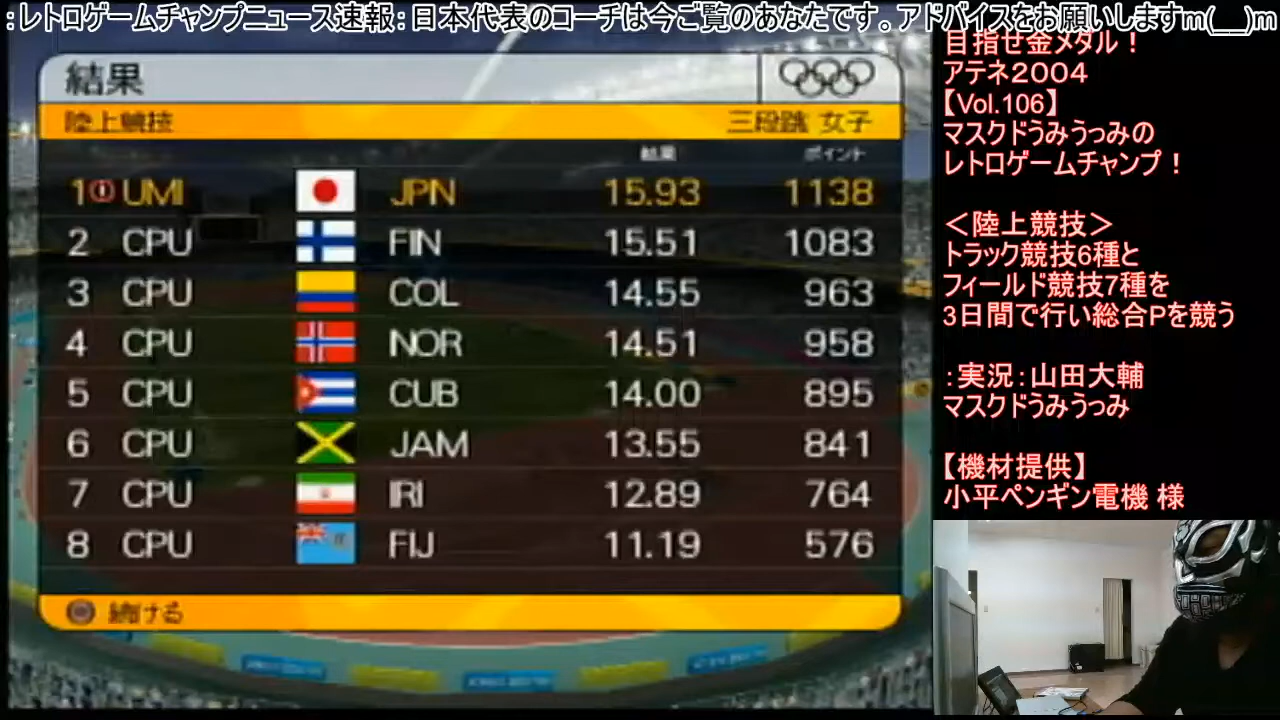 ：レトロゲームチャンプニュース速報：日本代表のコーチは今ご覧のあなたです。アドバイスをお願いしますm(__)m
結果
陸上競技 三段跳 女子
結果 ポイント
1 UMI JPN 15.93 1138
2 CPU FIN 15.51 1083
3 CPU COL 14.55 963
4 CPU NOR 14.51 958
5 CPU CUB 14.00 895
6 CPU JAM 13.55 841
7 CPU IRI 12.89 764
8 CPU FIJ 11.19 576
続ける
目指せ金メダル！
アテネ2004
【Vol.106】
マスクドうみうっみの
レトロゲームチャンプ！
＜陸上競技＞
トラック競技6種と
フィールド競技7種を
3日間で行い総合Pを競う
：実況：山田大輔
マスクドうみうっみ
【機材提供】
小平ペンギン電機 様